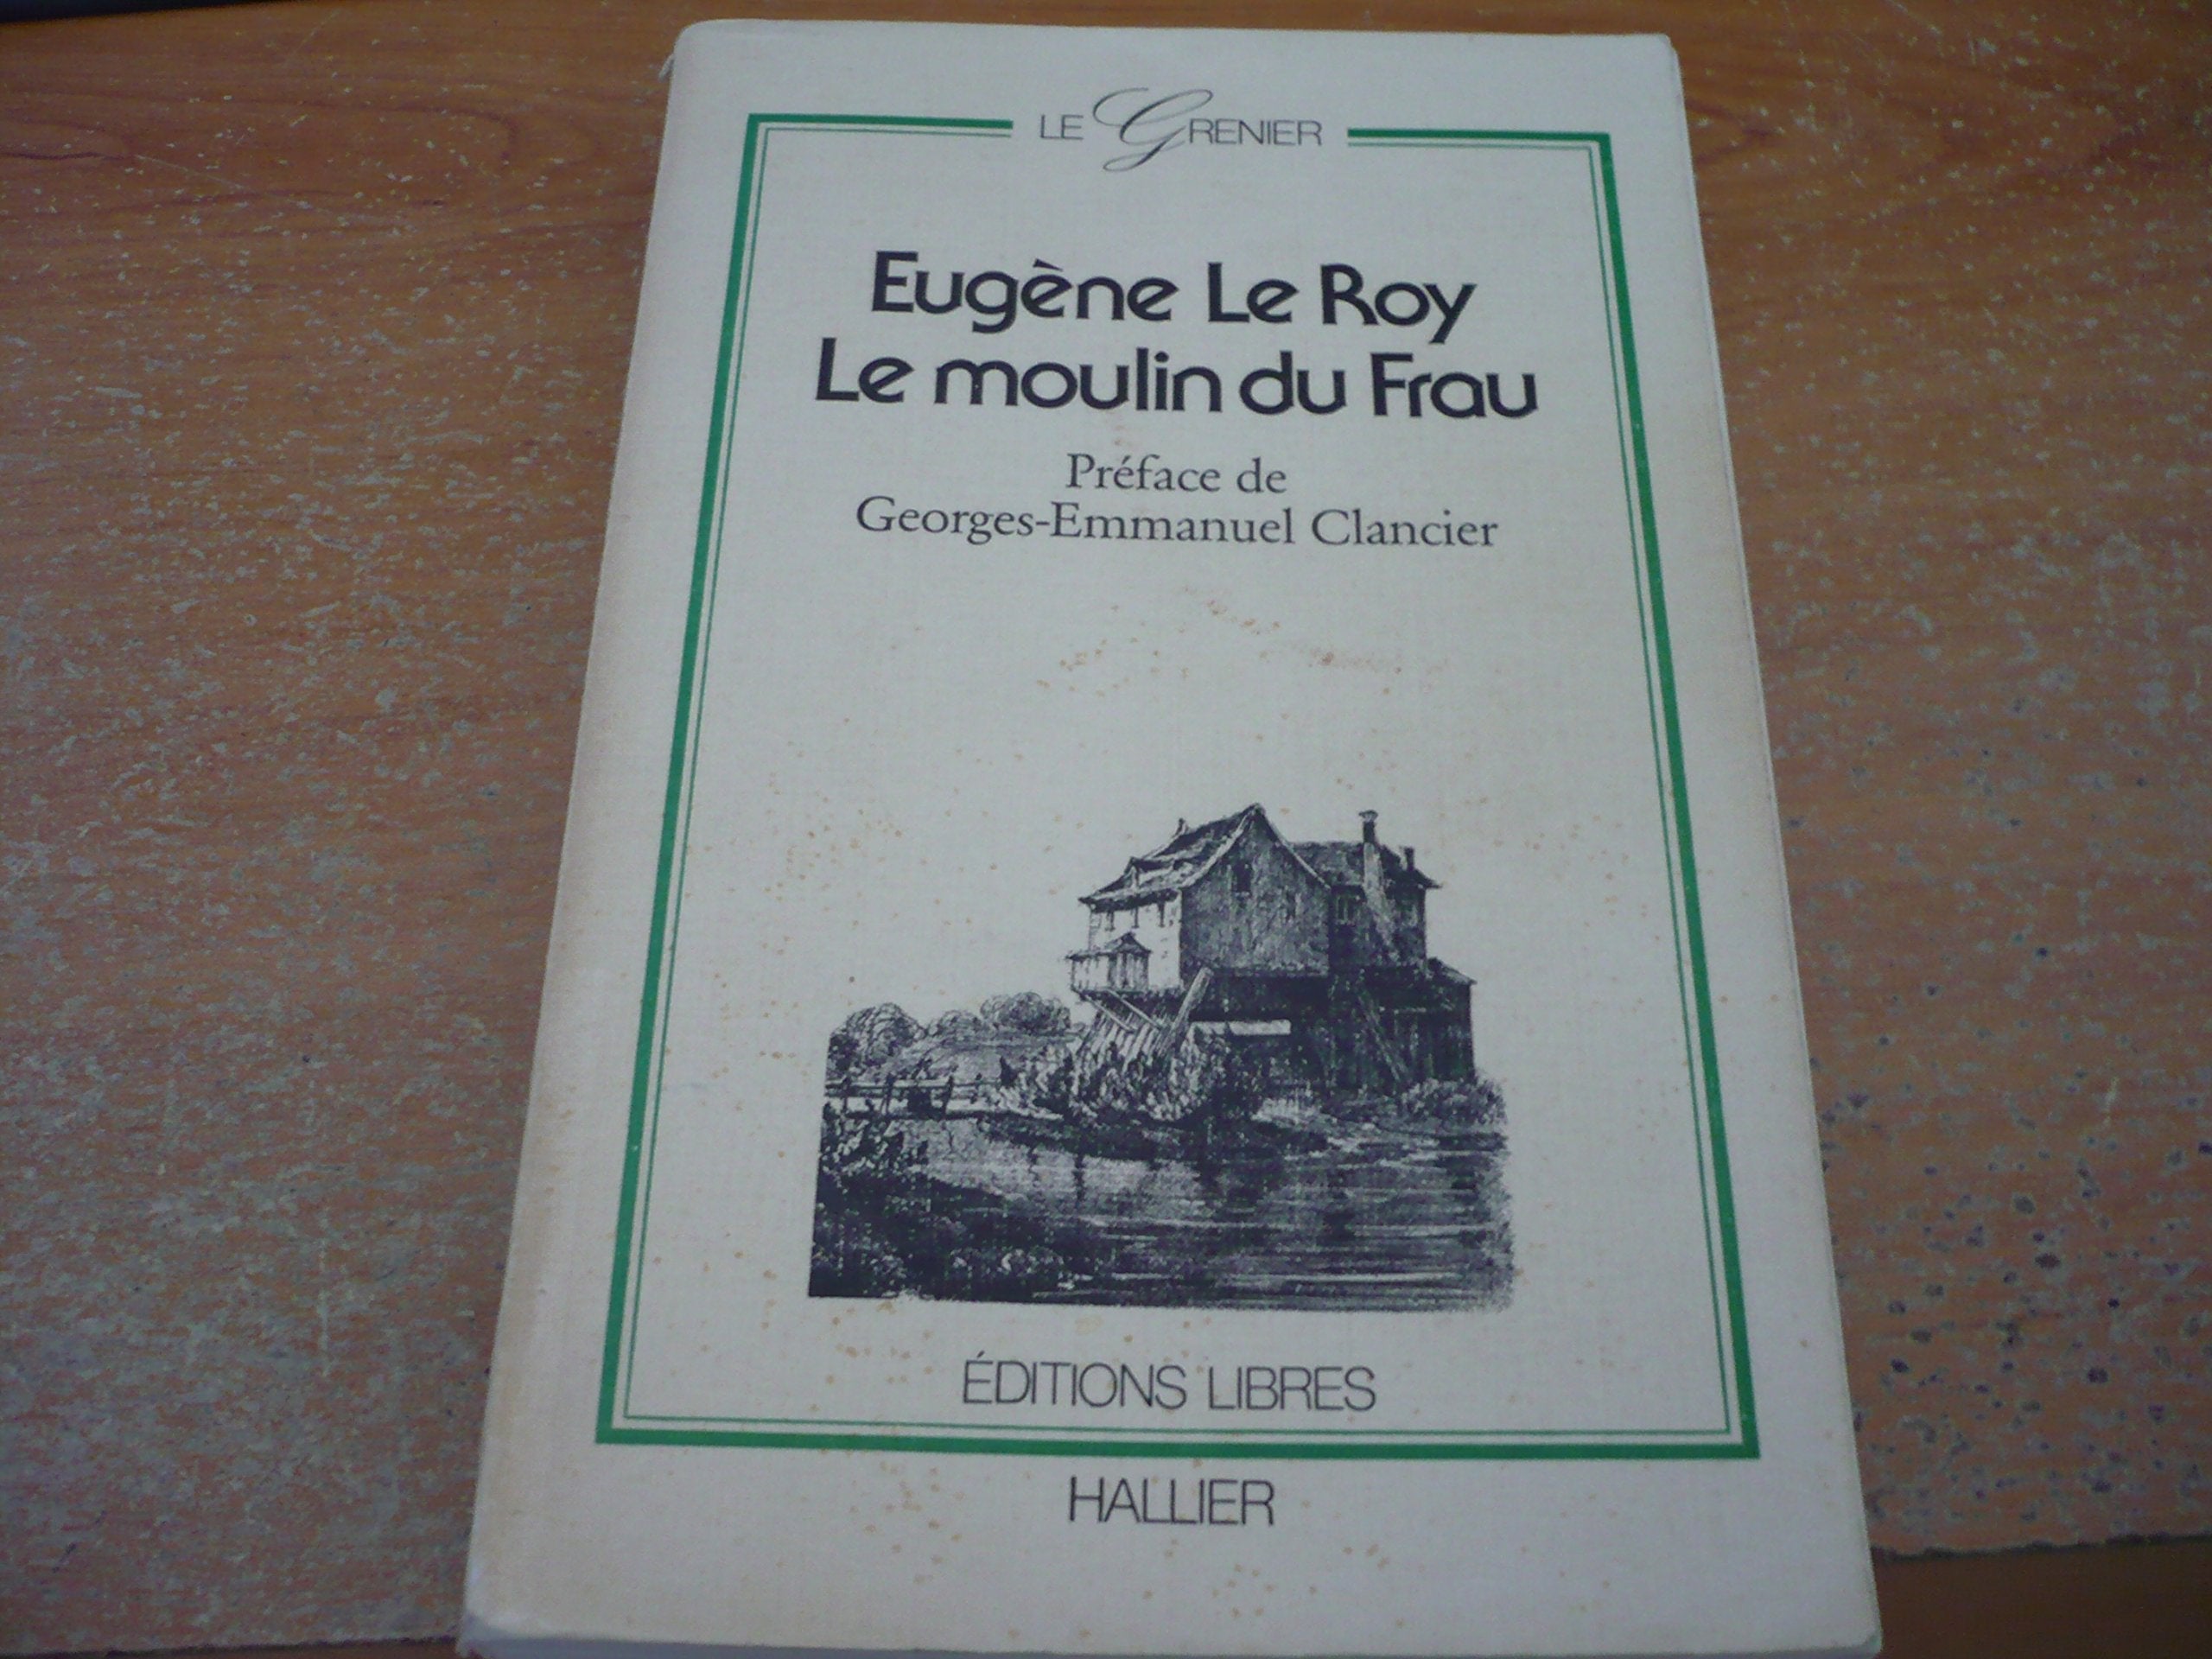 LE GRENIER
Eugène Le Roy
Le moulin du Frau
Préface de
Georges-Emmanuel Clancier
ÉDITIONS LIBRES
HALLIER